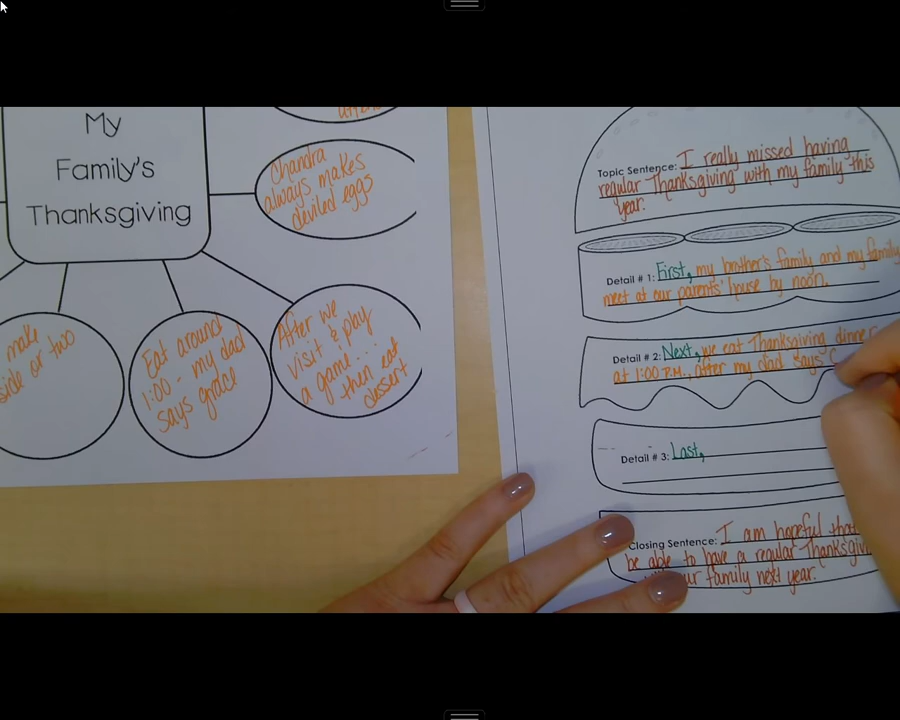 My
Family's
Thanksgiving
Chandra
always makes
deviled eggs
make
side or two
Eat around
1:00 - my dad
says grace
After we
visit & play
a game...
then eat
dessert
Topic Sentence: I really missed having
regular Thanksgiving with my family this
year.
Detail # 1: First, my brother's family and my family
meet at our parents' house by noon.
Detail # 2: Next, we eat Thanksgiving dinner
at 1:00 P.M., after my dad says
Detail # 3: Last,
Closing Sentence: I am hopeful that
be able to have a regular Thanksgiv
our family next year.